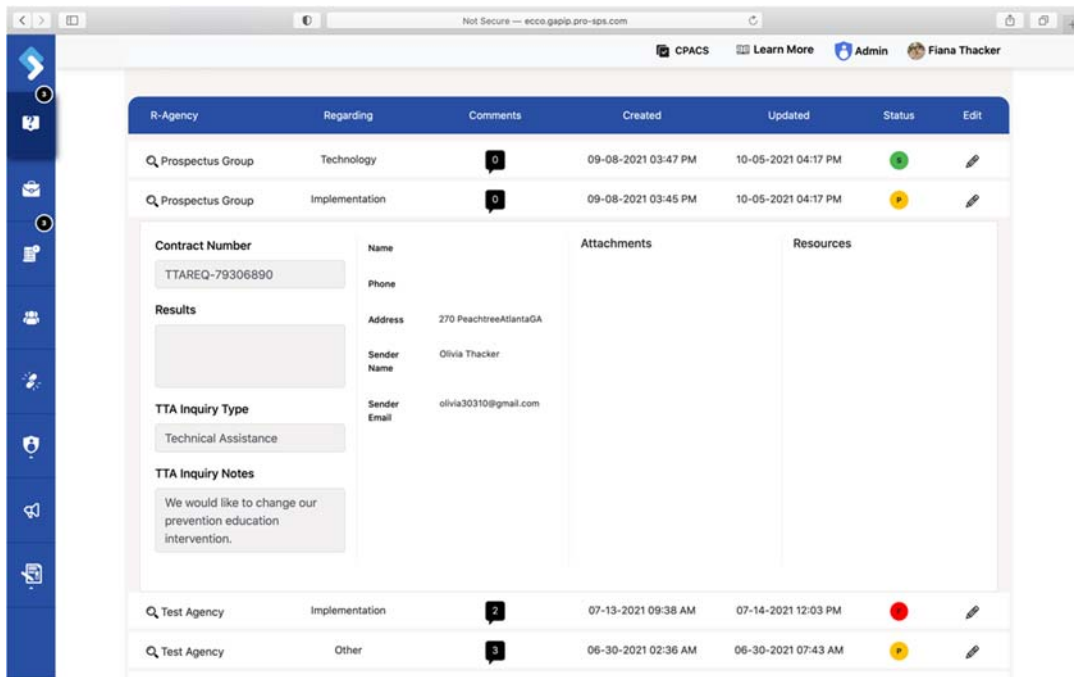 Not Secure — ecco.gapip.pro-sps.com
CPACS Learn More Admin Fiana Thacker
3
3
R-Agency Regarding Comments Created Updated Status Edit
Prospectus Group Technology 0 09-08-2021 03:47 PM 10-05-2021 04:17 PM S
Prospectus Group Implementation 0 09-08-2021 03:45 PM 10-05-2021 04:17 PM P
Contract Number
TTAREQ-79306890
Results
TTA Inquiry Type
Technical Assistance
TTA Inquiry Notes
We would like to change our
prevention education
intervention.
Name
Phone
Address 270 PeachtreeAtlantaGA
Sender Olivia Thacker
Name
Sender olivia30310@gmail.com
Email
Attachments
Resources
Test Agency Implementation 2 07-13-2021 09:38 AM 07-14-2021 12:03 PM
Test Agency Other 3 06-30-2021 02:36 AM 06-30-2021 07:43 AM P